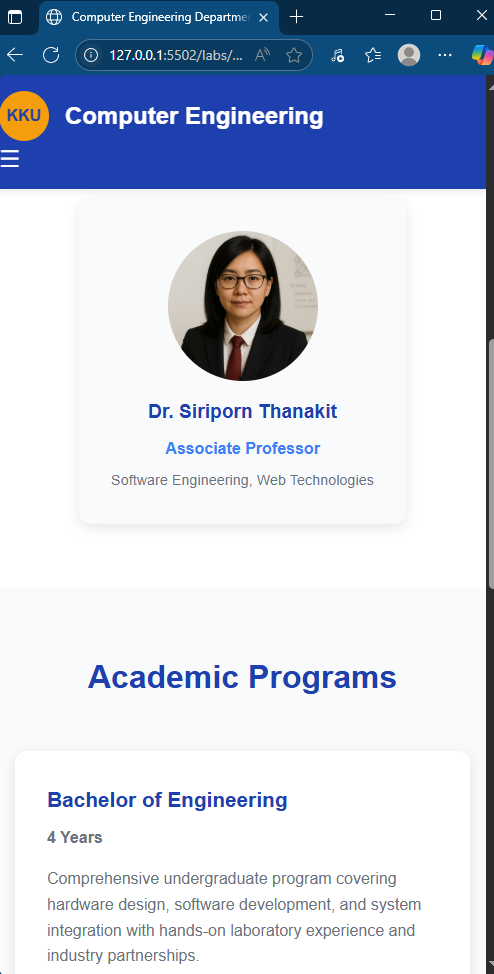 Computer Engineering Departme
127.0.0.1:5502/labs/...
KKU
Computer Engineering
Dr. Siriporn Thanakit
Associate Professor
Software Engineering, Web Technologies
Academic Programs
Bachelor of Engineering
4 Years
Comprehensive undergraduate program covering
hardware design, software development, and system
integration with hands-on laboratory experience and
industry partnerships.